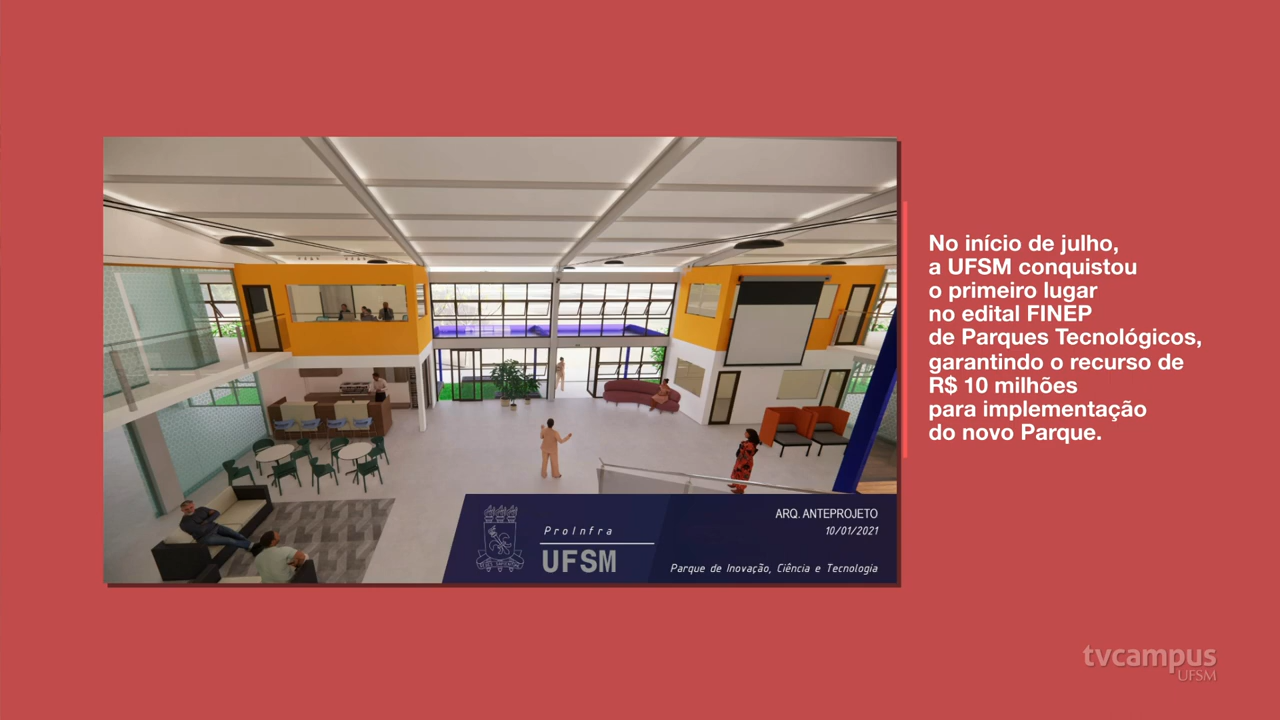 No início de julho,
a UFSM conquistou
o primeiro lugar
no edital FINEP
de Parques Tecnológicos,
garantindo o recurso de
R$ 10 milhões
para implementação
do novo Parque.
ProInfra
UFSM
ARQ. ANTEPROJETO
10/01/2021
Parque de Inovação, Ciência e Tecnologia
tvcampus
UFSM